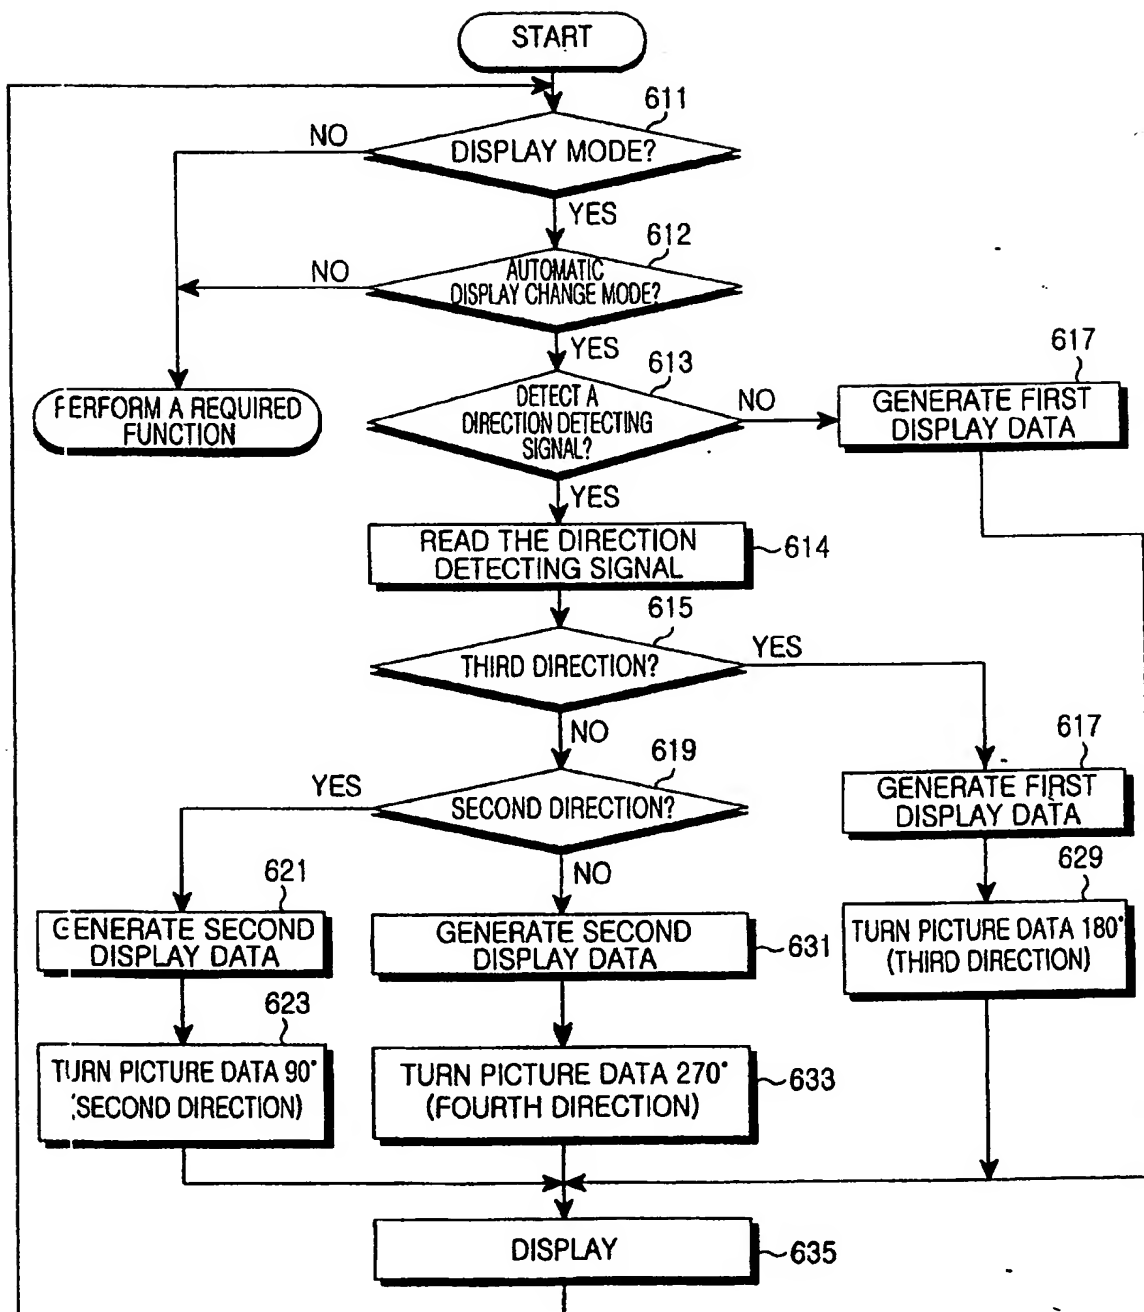 START
611
NO
DISPLAY MODE?
YES
612
NO
AUTOMATIC
DISPLAY CHANGE MODE?
YES
613
617
DETECT A
DIRECTION DETECTING
SIGNAL?
NO
GENERATE FIRST
DISPLAY DATA
PERFORM A REQUIRED
FUNCTION
YES
READ THE DIRECTION
DETECTING SIGNAL
614
615
THIRD DIRECTION?
YES
NO
617
619
YES
SECOND DIRECTION?
GENERATE FIRST
DISPLAY DATA
NO
621
629
GENERATE SECOND
DISPLAY DATA
GENERATE SECOND
DISPLAY DATA
631
TURN PICTURE DATA 180°
(THIRD DIRECTION)
623
TURN PICTURE DATA 90°
(SECOND DIRECTION)
TURN PICTURE DATA 270°
(FOURTH DIRECTION)
633
DISPLAY
635